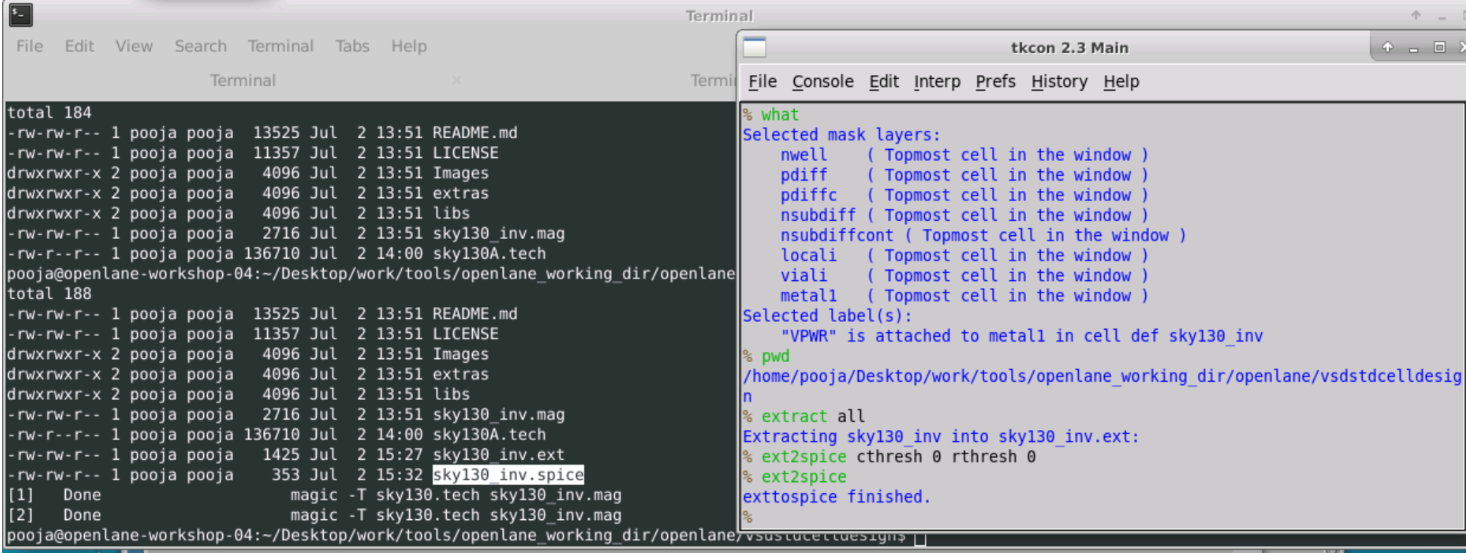 Terminal
File Edit View Search Terminal Tabs Help
Terminal
total 184
-rw-rw-r-- 1 pooja pooja  13525 Jul  2 13:51 README.md
-rw-rw-r-- 1 pooja pooja  11357 Jul  2 13:51 LICENSE
drwxrwxr-x 2 pooja pooja   4096 Jul  2 13:51 Images
drwxrwxr-x 2 pooja pooja   4096 Jul  2 13:51 extras
drwxrwxr-x 2 pooja pooja   4096 Jul  2 13:51 libs
-rw-rw-r-- 1 pooja pooja   2716 Jul  2 13:51 sky130_inv.mag
-rw-r--r-- 1 pooja pooja 136710 Jul  2 14:00 sky130A.tech
pooja@openlane-workshop-04:~/Desktop/work/tools/openlane_working_dir/openlane
total 188
-rw-rw-r-- 1 pooja pooja  13525 Jul  2 13:51 README.md
-rw-rw-r-- 1 pooja pooja  11357 Jul  2 13:51 LICENSE
drwxrwxr-x 2 pooja pooja   4096 Jul  2 13:51 Images
drwxrwxr-x 2 pooja pooja   4096 Jul  2 13:51 extras
drwxrwxr-x 2 pooja pooja   4096 Jul  2 13:51 libs
-rw-rw-r-- 1 pooja pooja   2716 Jul  2 13:51 sky130_inv.mag
-rw-r--r-- 1 pooja pooja 136710 Jul  2 14:00 sky130A.tech
-rw-rw-r-- 1 pooja pooja   1425 Jul  2 15:27 sky130_inv.ext
-rw-rw-r-- 1 pooja pooja    353 Jul  2 15:32 sky130_inv.spice
[1]   Done                    magic -T sky130.tech sky130_inv.mag
[2]   Done                    magic -T sky130.tech sky130_inv.mag
pooja@openlane-workshop-04:~/Desktop/work/tools/openlane_working_dir/openlane/vsdstdcelldesign$
Termi
tkcon 2.3 Main
File Console Edit Interp Prefs History Help
% what
Selected mask layers:
    nwell    ( Topmost cell in the window )
    pdiff    ( Topmost cell in the window )
    pdiffc   ( Topmost cell in the window )
    nsubdiff ( Topmost cell in the window )
    nsubdiffcont ( Topmost cell in the window )
    locali   ( Topmost cell in the window )
    viali    ( Topmost cell in the window )
    metal1   ( Topmost cell in the window )
Selected label(s):
    "VPWR" is attached to metal1 in cell def sky130_inv
% pwd
/home/pooja/Desktop/work/tools/openlane_working_dir/openlane/vsdstdcelldesig
n
% extract all
Extracting sky130_inv into sky130_inv.ext:
% ext2spice cthresh 0 rthresh 0
% ext2spice
exttospice finished.
%